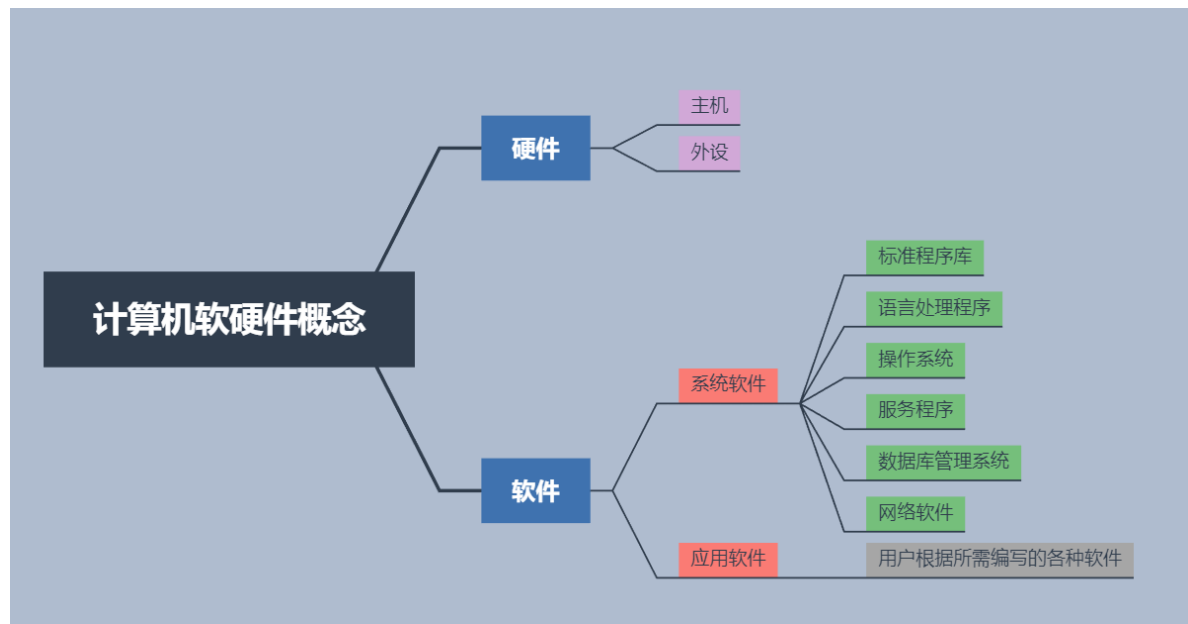 计算机软硬件概念
硬件
主机
外设
软件
系统软件
标准程序库
语言处理程序
操作系统
服务程序
数据库管理系统
网络软件
应用软件
用户根据所需编写的各种软件